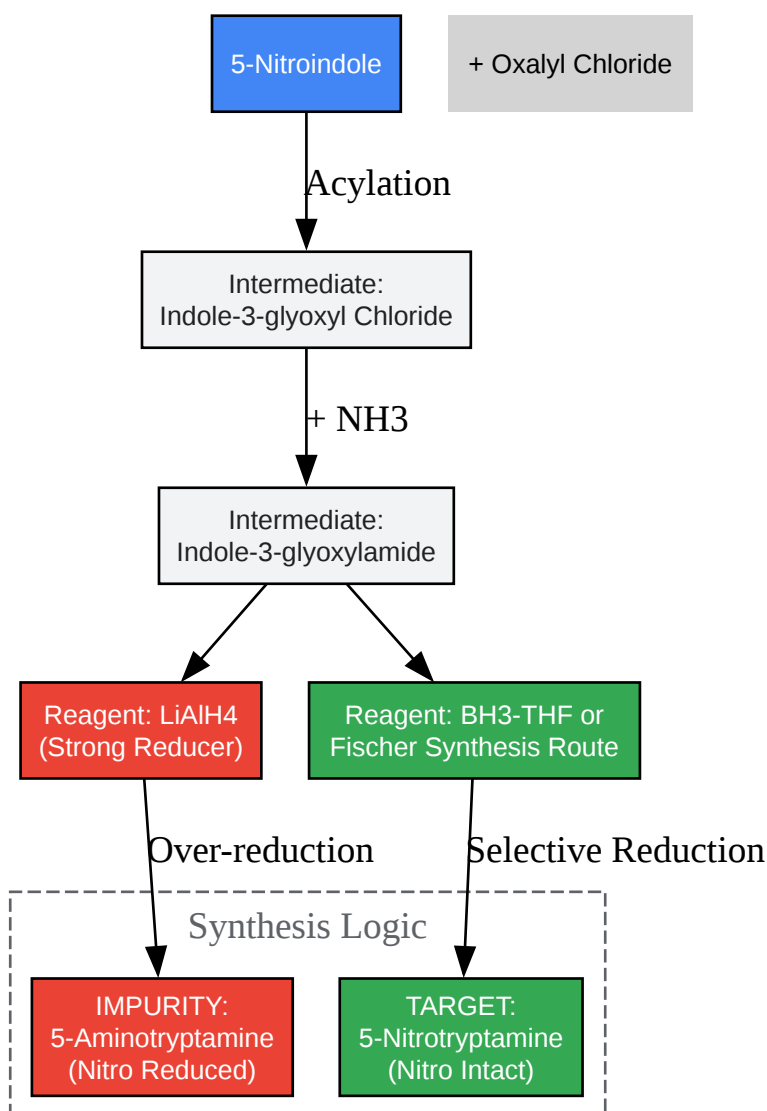 5-Nitroindole
+ Oxalyl Chloride
Acylation
Intermediate:
Indole-3-glyoxyl Chloride
+ NH3
Intermediate:
Indole-3-glyoxylamide
Reagent: LiAlH4
(Strong Reducer)
Reagent: BH3-THF or
Fischer Synthesis Route
Over-reduction
Selective Reduction
Synthesis Logic
IMPURITY:
5-Aminotryptamine
(Nitro Reduced)
TARGET:
5-Nitrotryptamine
(Nitro Intact)